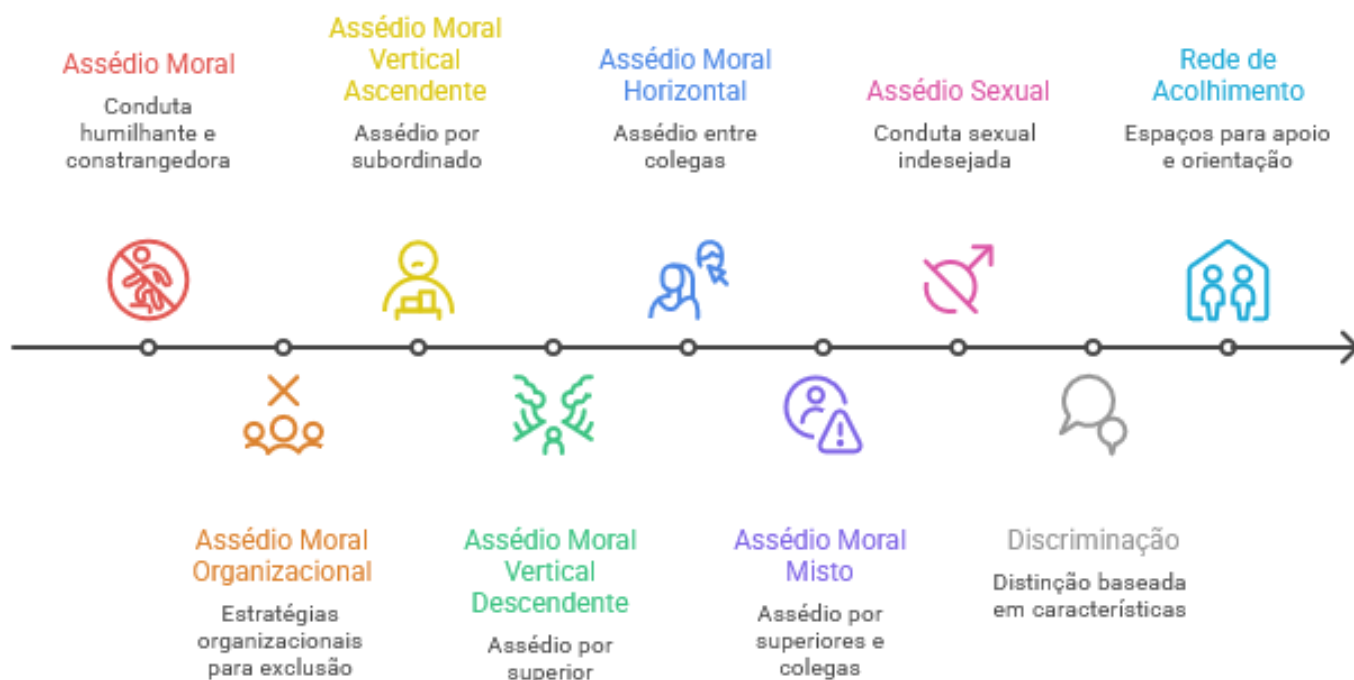 Assédio Moral
Conduta
humilhante e
constrangedora
Assédio Moral
Organizacional
Estratégias
organizacionais
para exclusão
Assédio Moral
Vertical
Ascendente
Assédio por
subordinado
Assédio Moral
Vertical
Descendente
Assédio por
superior
Assédio Moral
Horizontal
Assédio entre
colegas
Assédio Moral
Misto
Assédio por
superiores e
colegas
Assédio Sexual
Conduta sexual
indesejada
Discriminação
Distinção baseada
em características
Rede de
Acolhimento
Espaços para apoio
e orientação